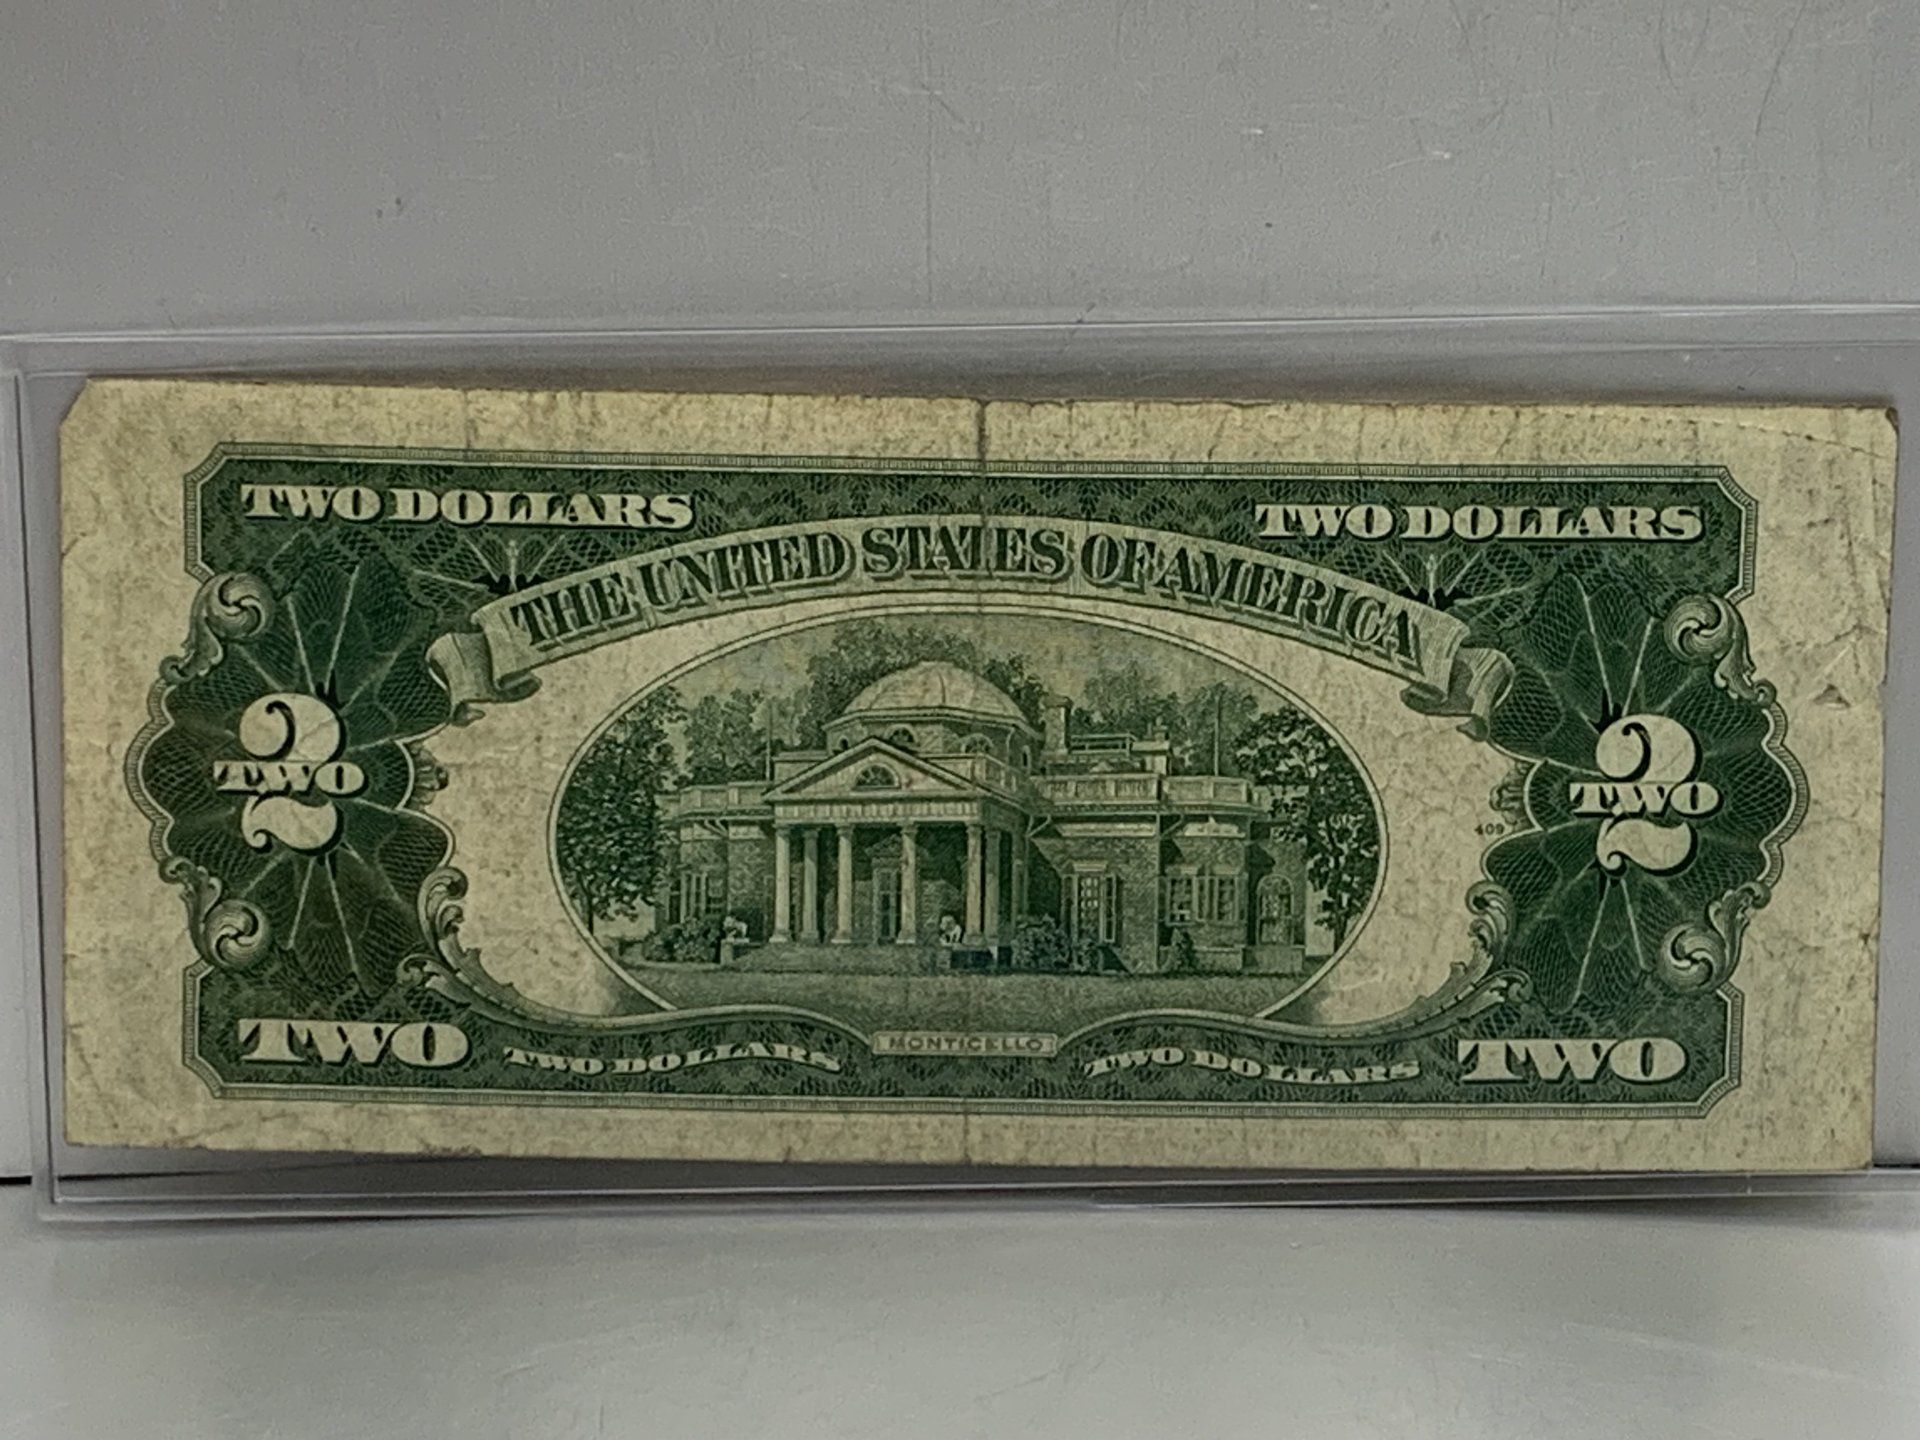 TWO DOLLARS
TWO DOLLARS
THE UNITED STATES OF AMERICA
2
TWO
2
TWO
409
MONTICELLO
TWO
TWO DOLLARS
TWO DOLLARS
TWO